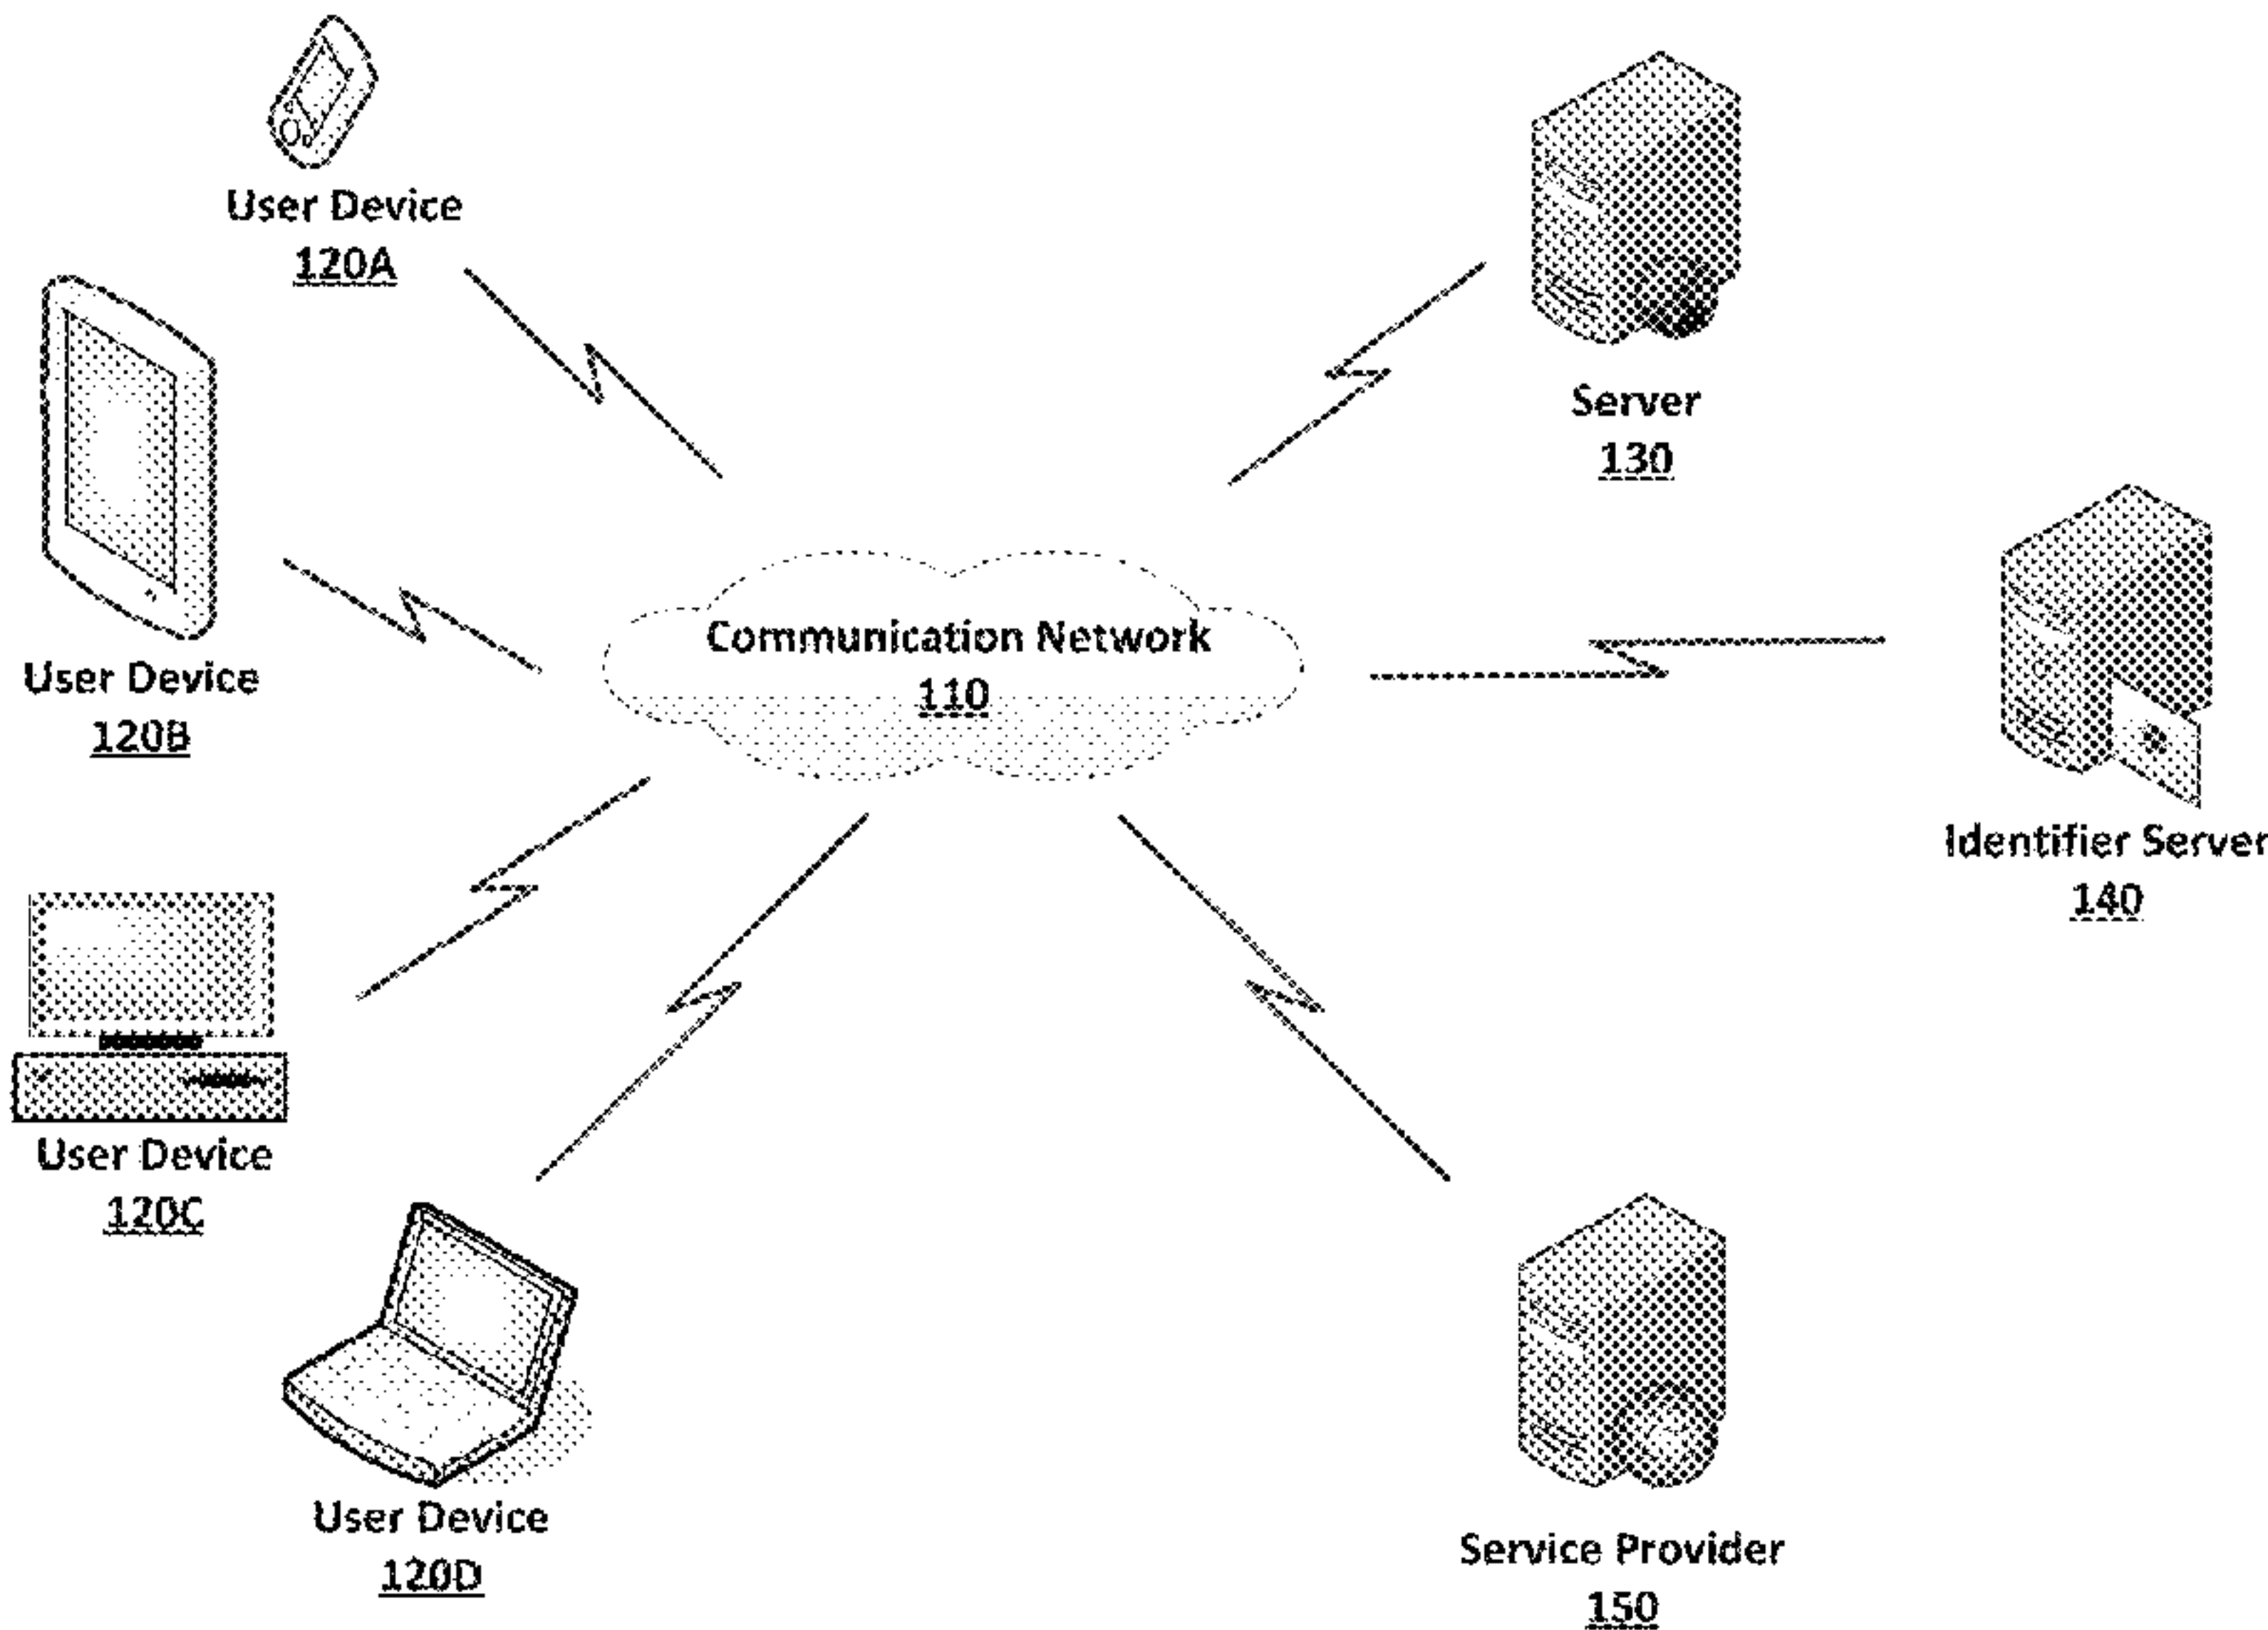 User Device
120A
Server
130
Communication Network
110
User Device
120B
Identifier Server
140
User Device
120C
User Device
120D
Service Provider
150